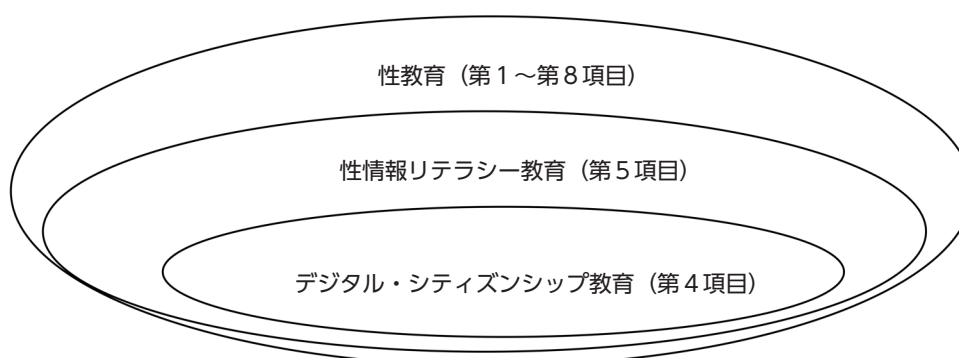 性教育（第１～第８項目）
性情報リテラシー教育（第５項目）
デジタル・シティズンシップ教育（第４項目）